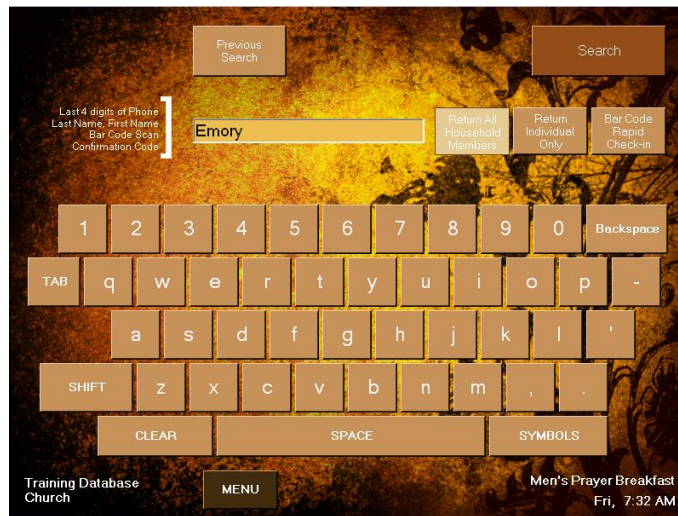 Previous
Search
Search
Last 4 digits of Phone
Last Name, First Name
Bar Code Scan
Confirmation Code
Emory
Return All
Household
Members
Return
Individual
Only
Bar Code
Rapid
Check-in
1 2 3 4 5 6 7 8 9 0 Backspace
TAB q w e r t y u i o p -
a s d f g h j k l '
SHIFT z x c v b n m , .
CLEAR SPACE SYMBOLS
Training Database
Church
MENU
Men's Prayer Breakfast
Fri, 7:32 AM